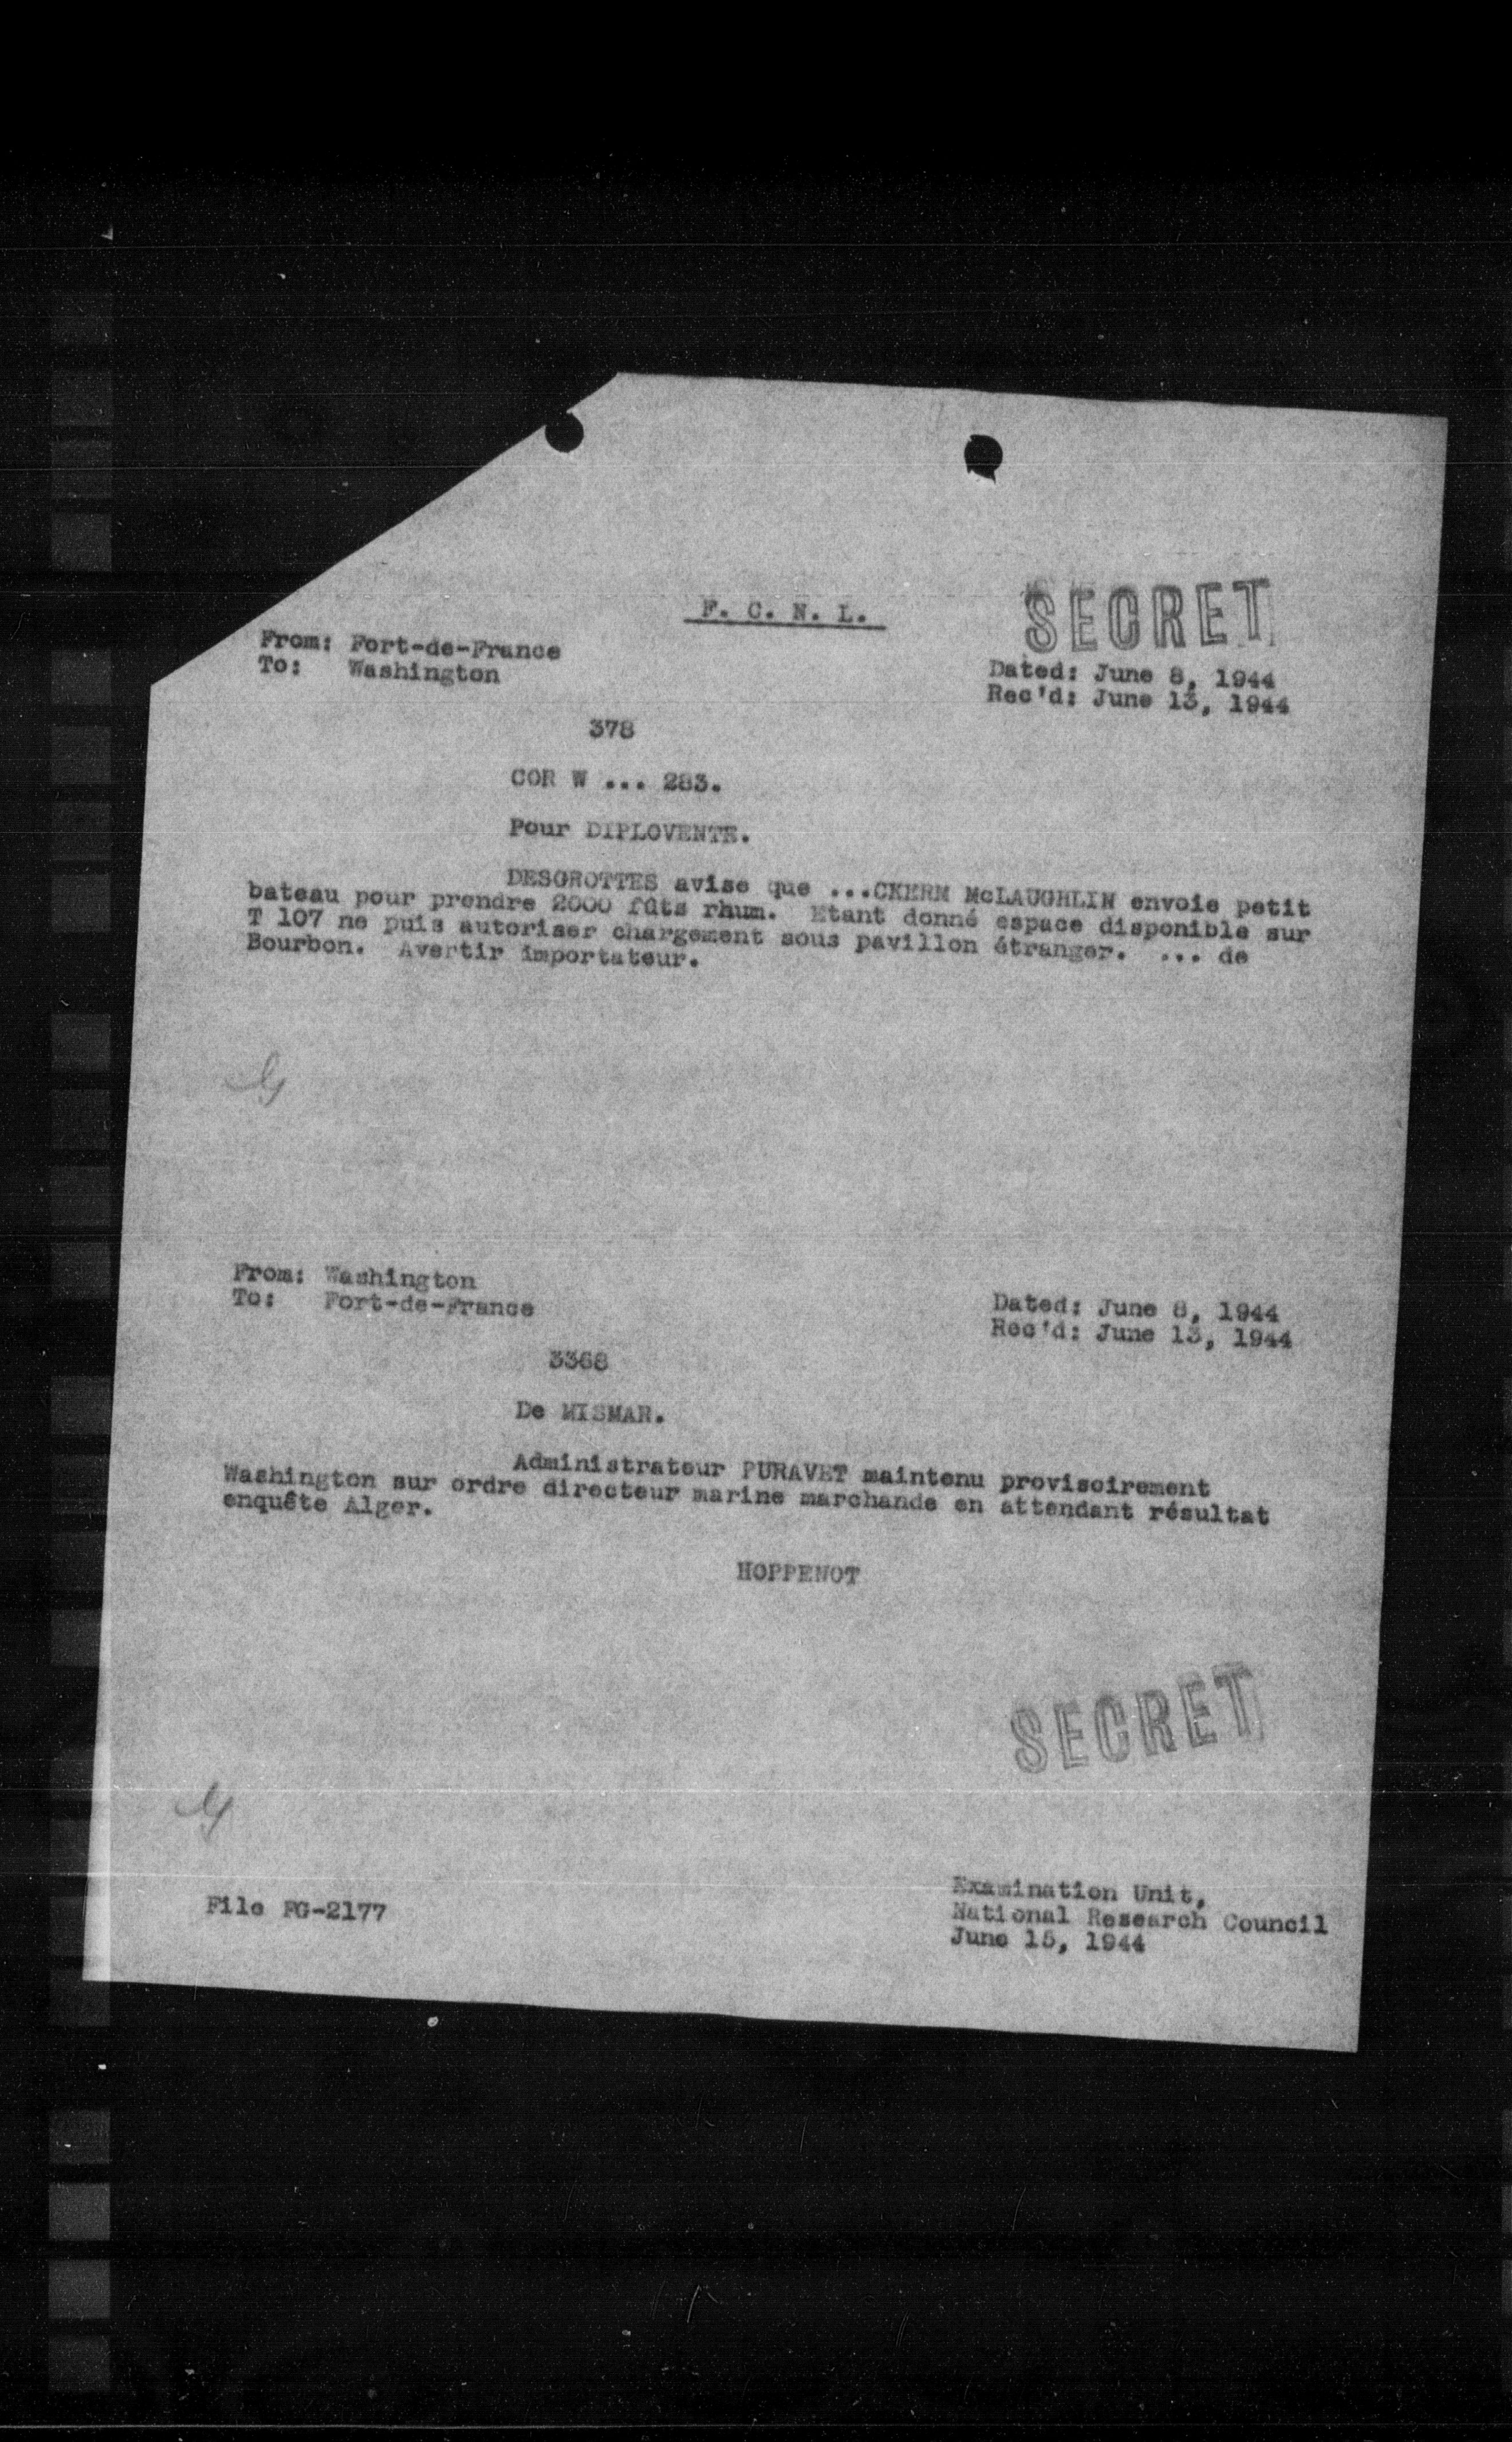 F. C. N. L.
SECRET
From: Fort-de-France
To: Washington
Dated: June 8, 1944
Rec'd: June 13, 1944
378
COR W ... 283.
Pour DIPLOVENTE.
DESGROTTES avise que ...CKERM McLAUGHLIN envoie petit
bateau pour prendre 2000 fûts rhum. Etant donné espace disponible sur
T 107 ne puis autoriser chargement sous pavillon étranger. ... de
Bourbon. Avertir importateur.
From: Washington
To: Fort-de-France
Dated: June 8, 1944
Rec'd: June 13, 1944
3368
De MISMAR.
Administrateur PURAVET maintenu provisoirement
Washington sur ordre directeur marine marchande en attendant résultat
enquête Alger.
HOPPENOT
SECRET
File FG-2177
Examination Unit,
National Research Council
June 15, 1944